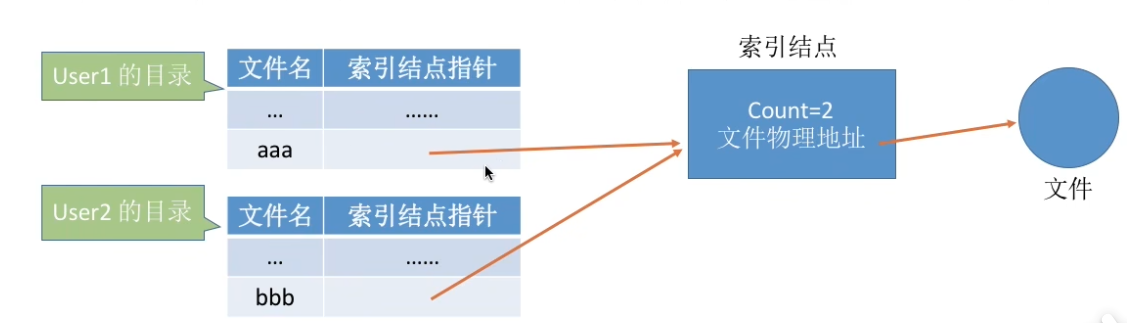 索引结点
User1 的目录
文件名 索引结点指针
... ......
aaa
Count=2
文件物理地址
文件
User2 的目录
文件名 索引结点指针
... ......
bbb